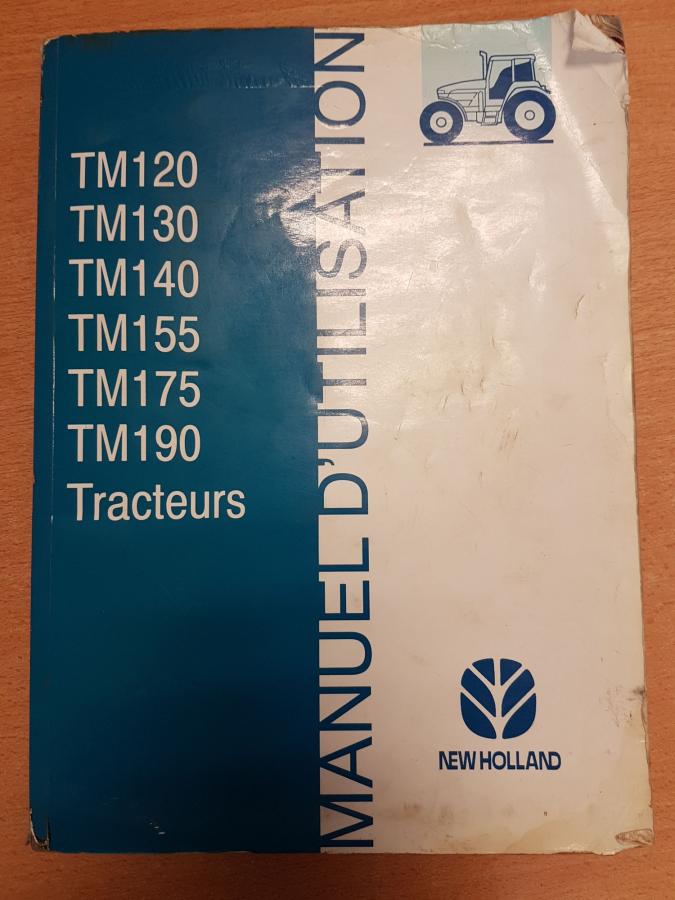 TM120
TM130
TM140
TM155
TM175
TM190
Tracteurs
MANUEL D'UTILISATION
NEW HOLLAND